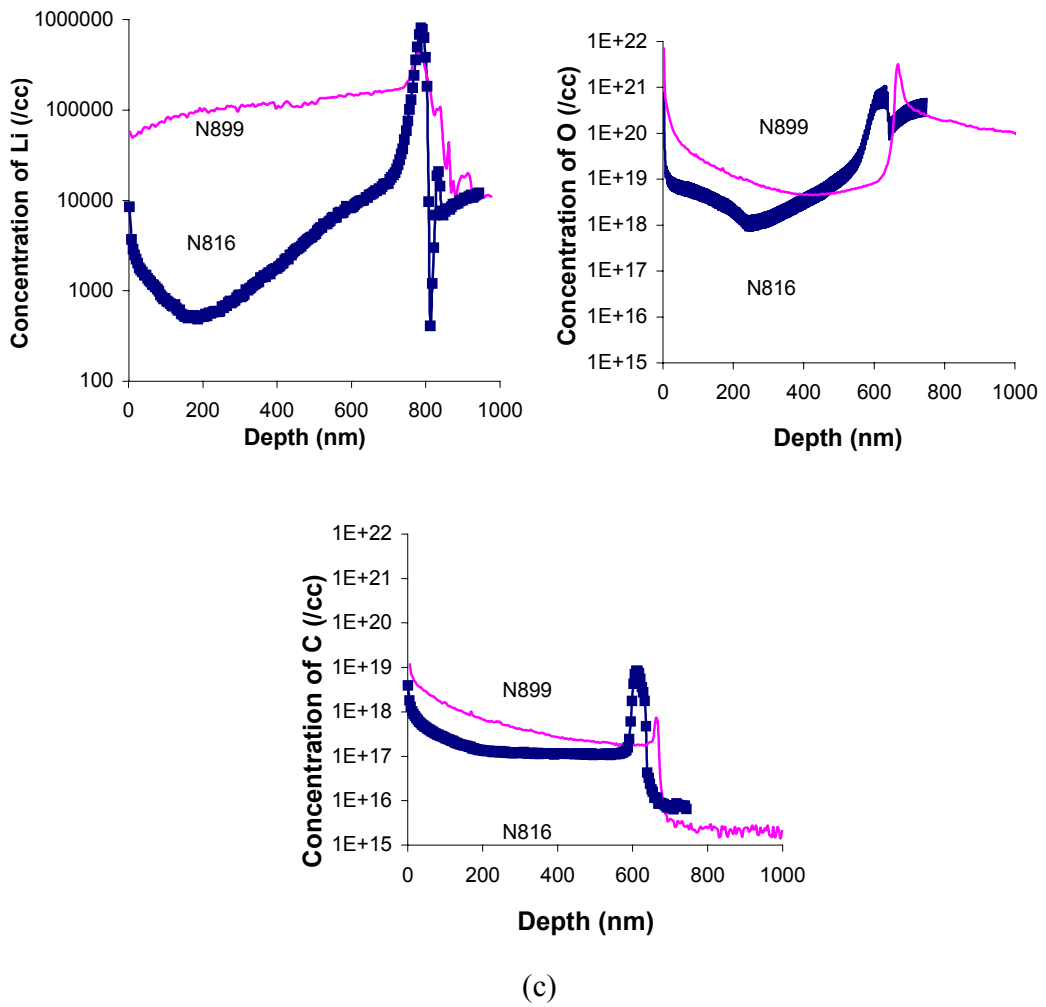 1000000
100000
10000
1000
100
Concentration of Li (/cc)
N899
N816
0 200 400 600 800 1000
Depth (nm)
1E+22
1E+21
1E+20
1E+19
1E+18
1E+17
1E+16
1E+15
Concentration of O (/cc)
N899
N816
0 200 400 600 800 1000
Depth (nm)
1E+22
1E+21
1E+20
1E+19
1E+18
1E+17
1E+16
1E+15
Concentration of C (/cc)
N899
N816
0 200 400 600 800 1000
Depth (nm)
(c)